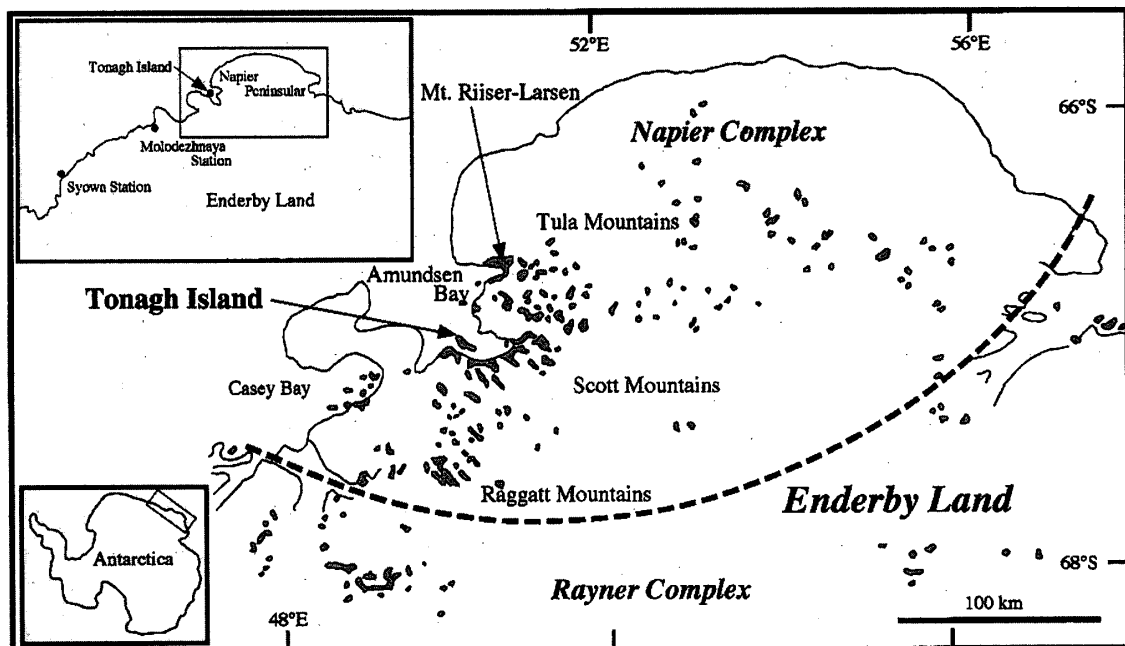 52°E
56°E
66°S
Tonagh Island
Napier
Peninsular
Molodezhnaya
Station
Syown Station
Enderby Land
Mt. Riiser-Larsen
Napier Complex
Tula Mountains
Amundsen
Bay
Tonagh Island
Casey Bay
Scott Mountains
Raggatt Mountains
Enderby Land
Antarctica
Rayner Complex
68°S
100 km
48°E